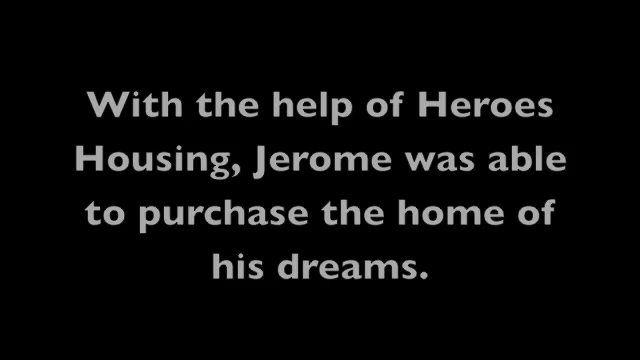 With the help of Heroes
Housing, Jerome was able
to purchase the home of
his dreams.